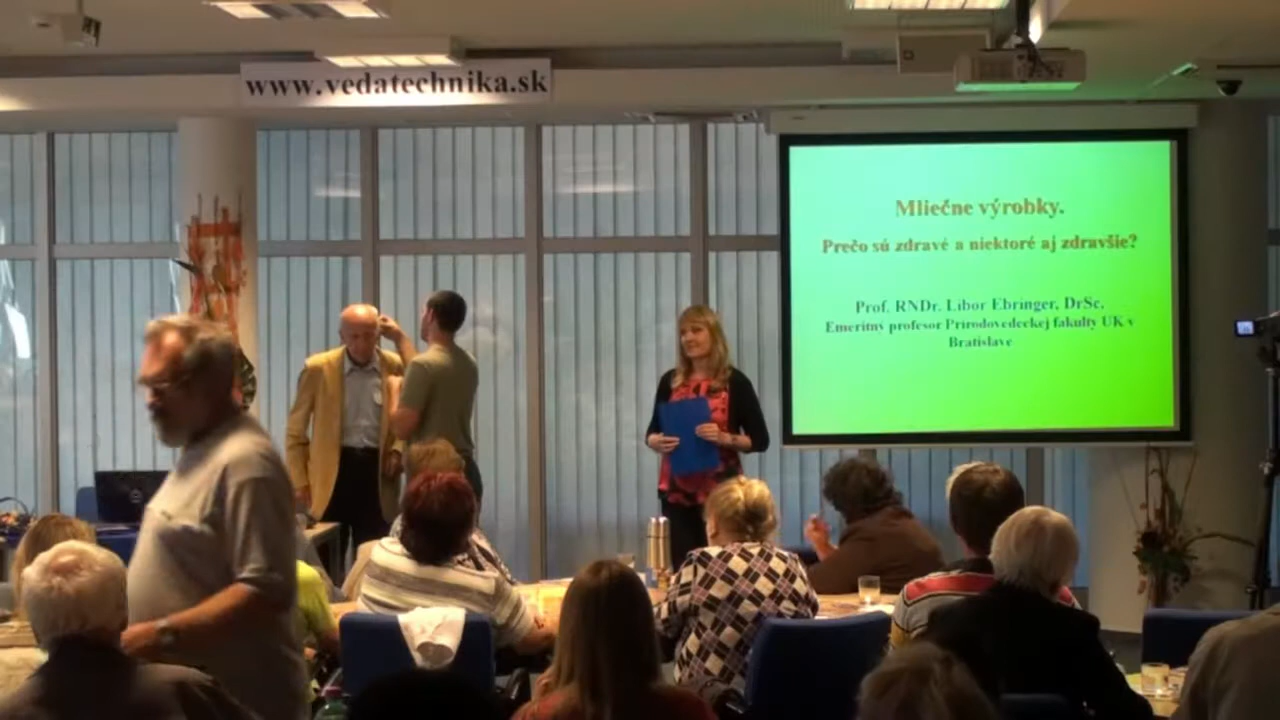 www.vedatechnika.sk
Mliečne výrobky.
Prečo sú zdravé a niektoré aj zdravšie?
Prof. RNDr. Libor Ebringer, DrSc.
Emeritný profesor Prírodovedeckej fakulty UK v
Bratislave